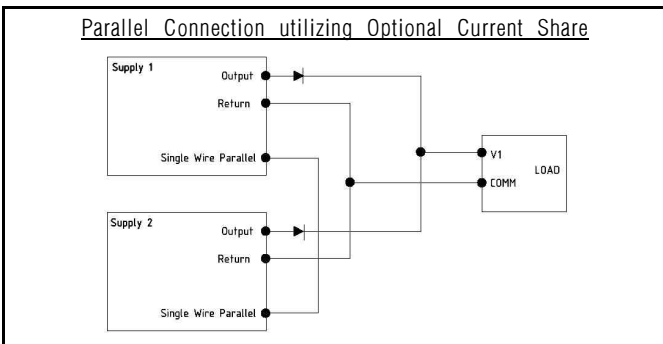 Parallel Connection utilizing Optional Current Share
Supply 1
Output
Return
Single Wire Parallel
V1
LOAD
COMM
Supply 2
Output
Return
Single Wire Parallel